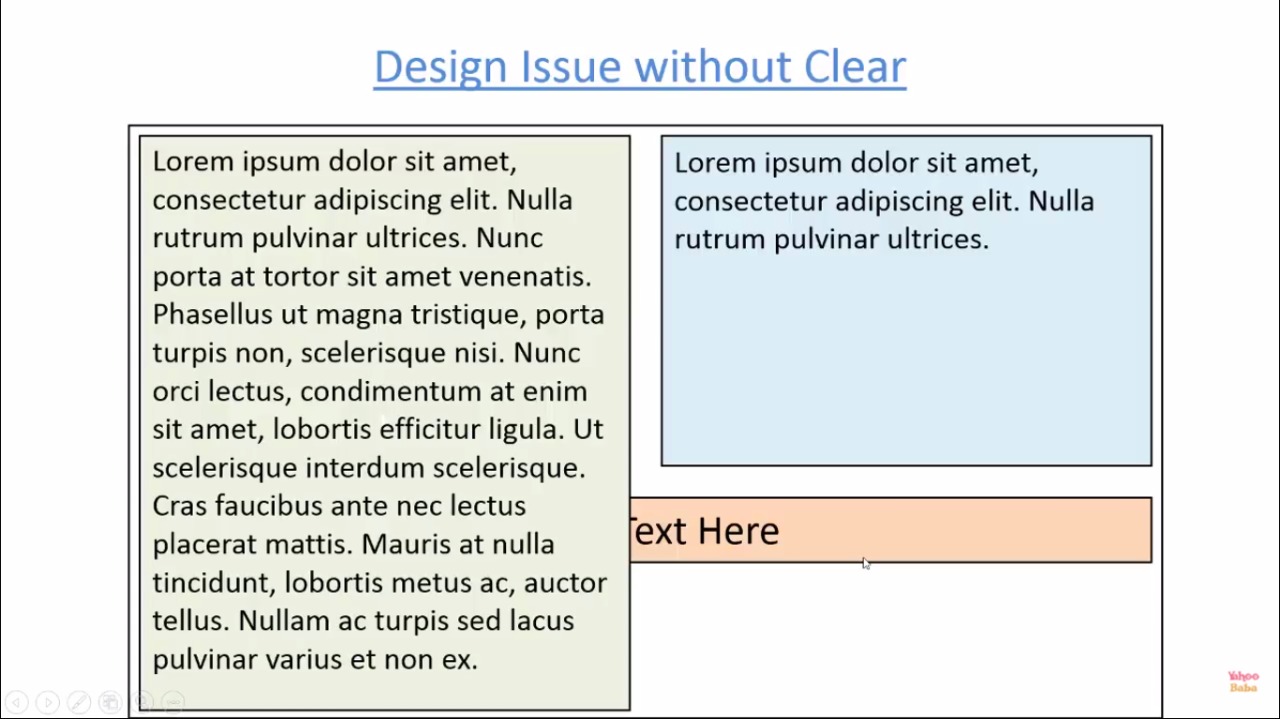 Design Issue without Clear
Lorem ipsum dolor sit amet,
consectetur adipiscing elit. Nulla
rutrum pulvinar ultrices. Nunc
porta at tortor sit amet venenatis.
Phasellus ut magna tristique, porta
turpis non, scelerisque nisi. Nunc
orci lectus, condimentum at enim
sit amet, lobortis efficitur ligula. Ut
scelerisque interdum scelerisque.
Cras faucibus ante nec lectus
placerat mattis. Mauris at nulla
tincidunt, lobortis metus ac, auctor
tellus. Nullam ac turpis sed lacus
pulvinar varius et non ex.
Lorem ipsum dolor sit amet,
consectetur adipiscing elit. Nulla
rutrum pulvinar ultrices.
Text Here
Yahoo
Baba